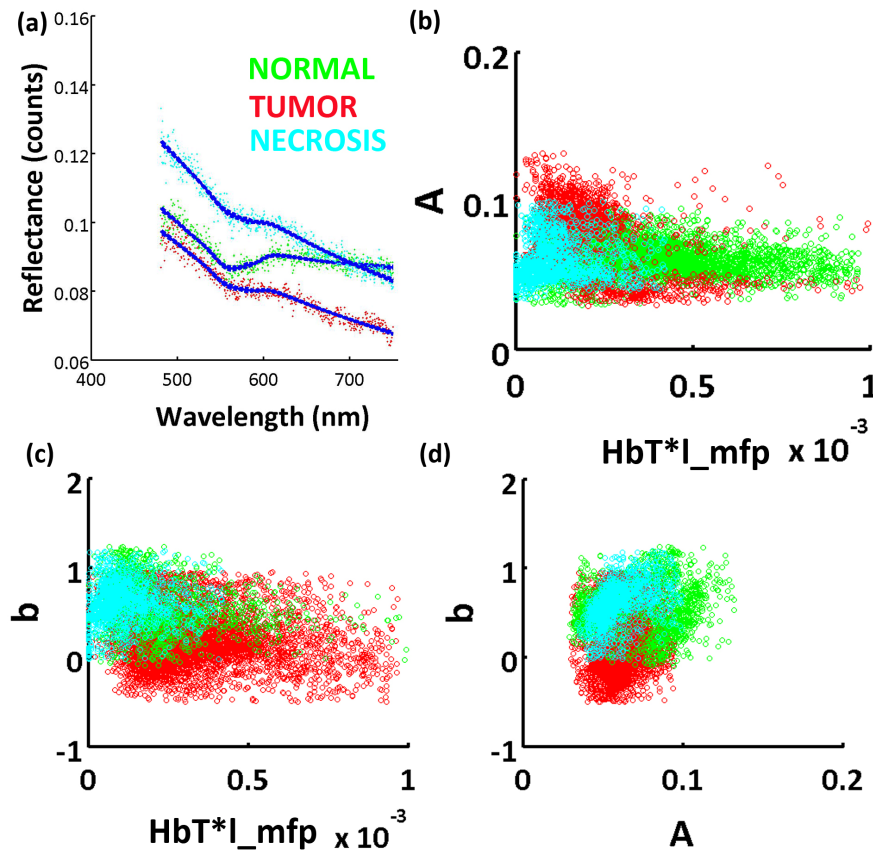 (a)
0.16
0.14
0.12
0.1
0.08
0.06
400
500
600
700
Reflectance (counts)
Wavelength (nm)
NORMAL
TUMOR
NECROSIS
(b)
0.2
0.1
0
A
0
0.5
1
HbT*l_mfp x 10
-3
(c)
2
1
0
-1
b
0
0.5
1
HbT*l_mfp x 10
-3
(d)
2
1
0
-1
b
0
0.1
0.2
A